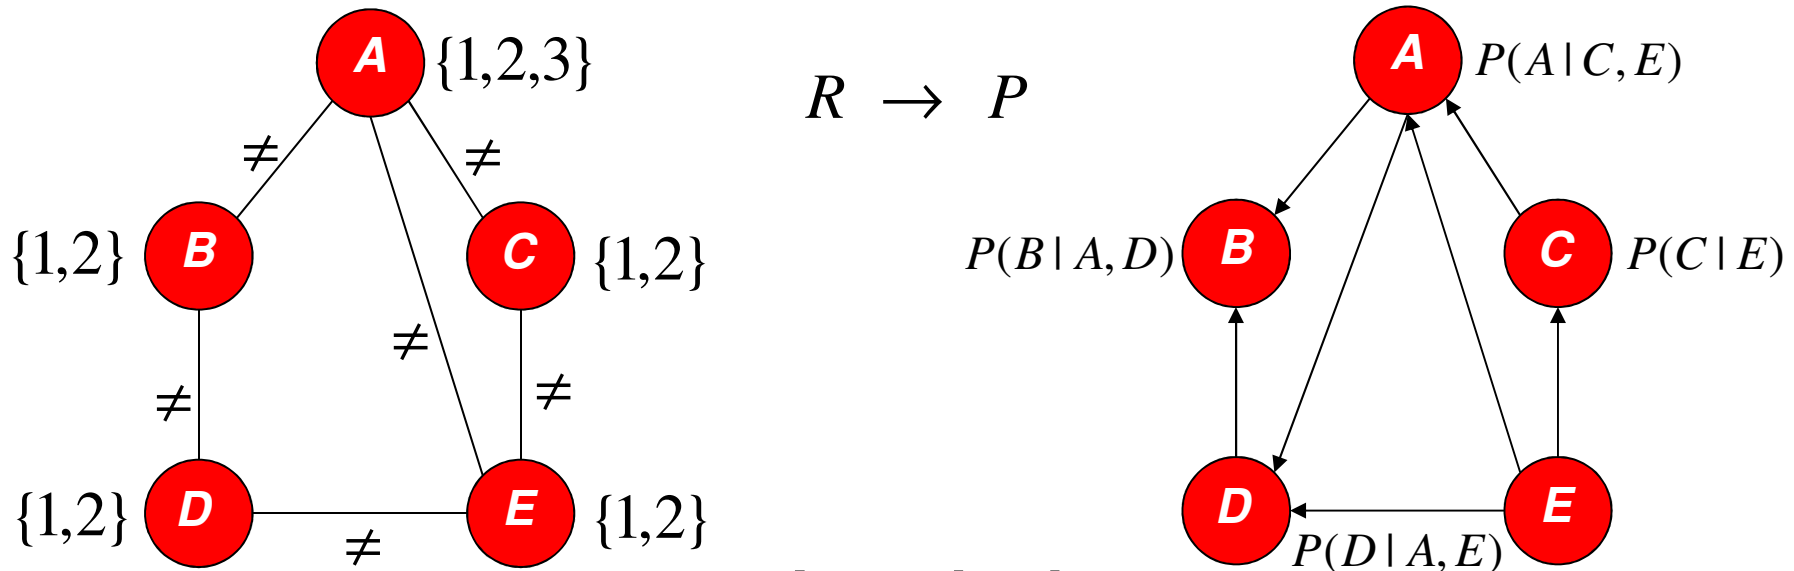 A {1,2,3}
≠ ≠
{1,2} B C {1,2}
≠
≠ ≠
{1,2} D E {1,2}
≠
R → P
A P(A | C, E)
P(B | A, D) B C P(C | E)
D E
P(D | A, E)